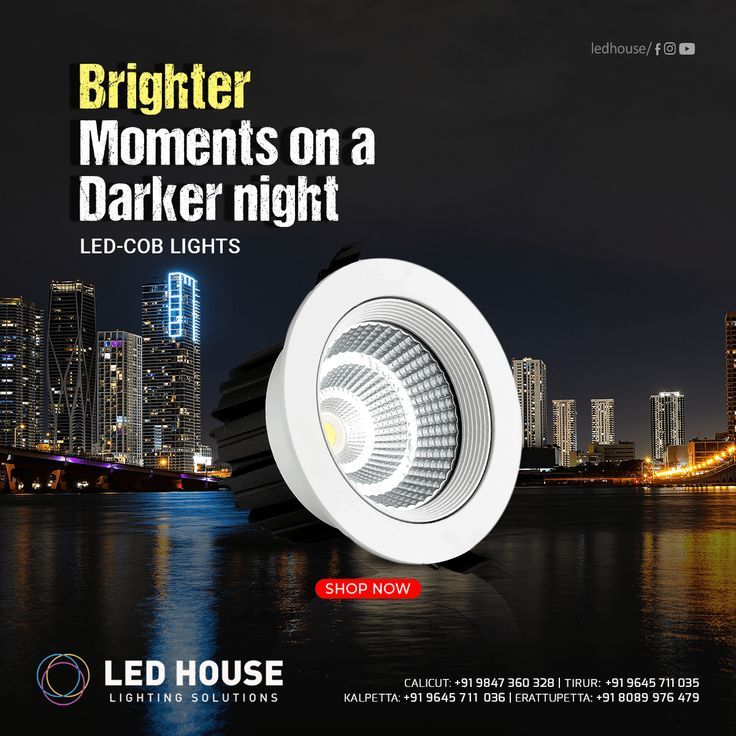 ledhouse/
Brighter
Moments on a
Darker night
LED-COB LIGHTS
SHOP NOW
LED HOUSE
LIGHTING SOLUTIONS
CALICUT: +91 9847 360 328 | TIRUR: +91 9645 711 035
KALPETTA: +91 9645 711 036 | ERATTUPETTA: +91 8089 976 479